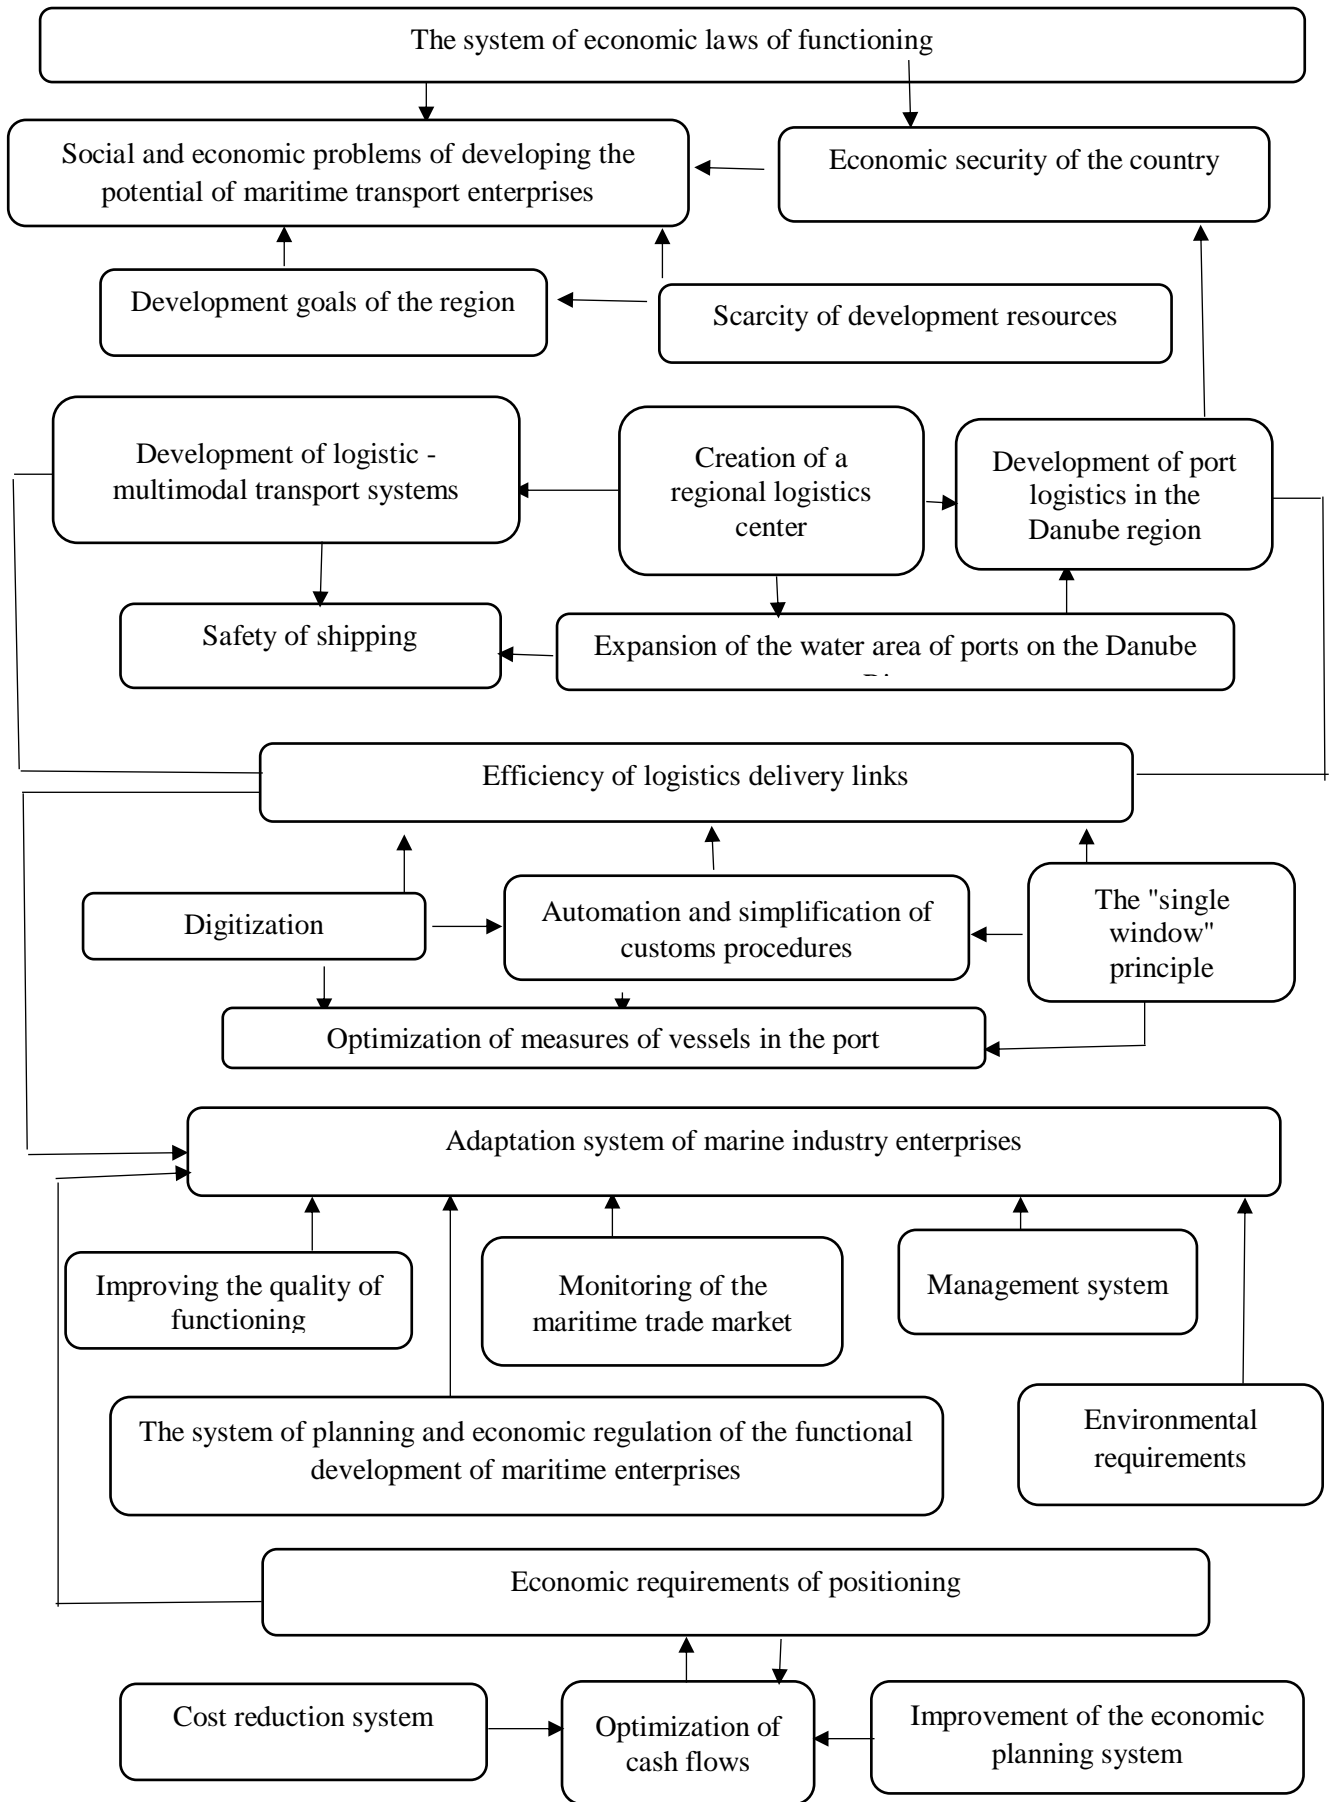 The system of economic laws of functioning
Social and economic problems of developing the
potential of maritime transport enterprises
Economic security of the country
Development goals of the region
Scarcity of development resources
Development of logistic -
multimodal transport systems
Creation of a
regional logistics
center
Development of port
logistics in the
Danube region
Safety of shipping
Expansion of the water area of ports on the Danube
Efficiency of logistics delivery links
Digitization
Automation and simplification of
customs procedures
The "single
window"
principle
Optimization of measures of vessels in the port
Adaptation system of marine industry enterprises
Improving the quality of
functioning
Monitoring of the
maritime trade market
Management system
The system of planning and economic regulation of the functional
development of maritime enterprises
Environmental
requirements
Economic requirements of positioning
Cost reduction system
Optimization of
cash flows
Improvement of the economic
planning system